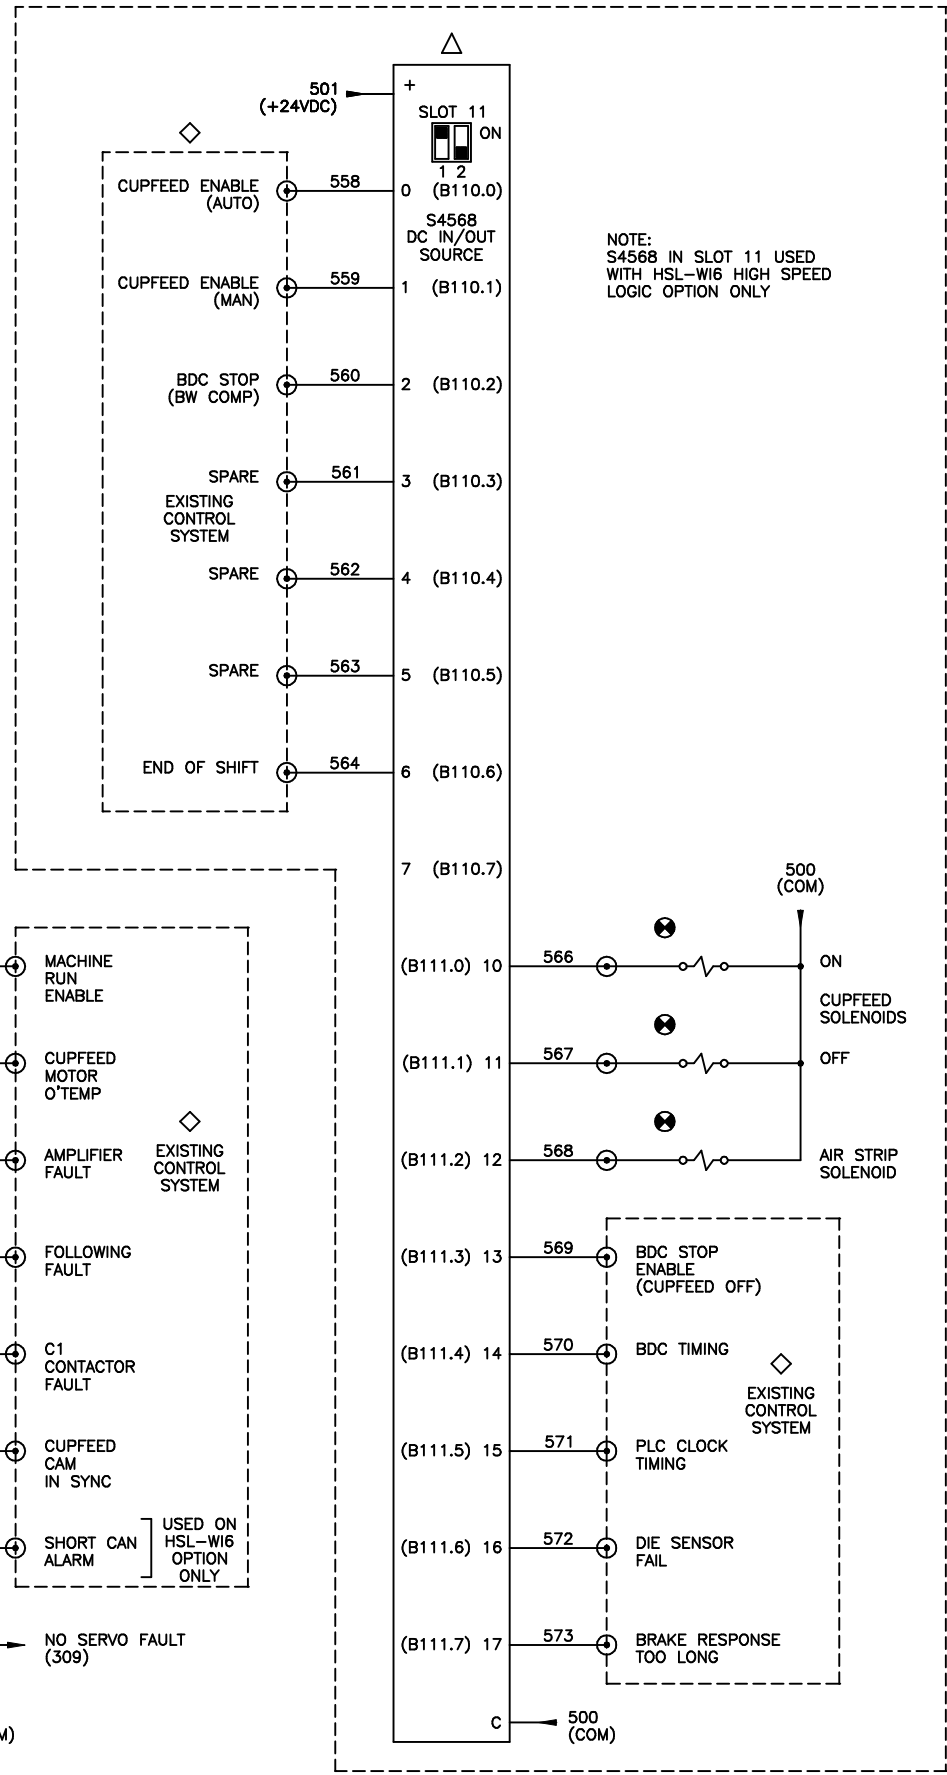 501
(+24VDC)
+
SLOT 11
ON
1 2
CUPFEED ENABLE
(AUTO)
558
0 (B110.0)
S4568
DC IN/OUT
SOURCE
NOTE:
S4568 IN SLOT 11 USED
WITH HSL-WI6 HIGH SPEED
LOGIC OPTION ONLY
CUPFEED ENABLE
(MAN)
559
1 (B110.1)
BDC STOP
(BW COMP)
560
2 (B110.2)
SPARE
561
3 (B110.3)
EXISTING
CONTROL
SYSTEM
SPARE
562
4 (B110.4)
SPARE
563
5 (B110.5)
END OF SHIFT
564
6 (B110.6)
7 (B110.7)
500
(COM)
MACHINE
RUN
ENABLE
(B111.0) 10
566
ON
CUPFEED
SOLENOIDS
CUPFEED
MOTOR
O'TEMP
(B111.1) 11
567
OFF
AMPLIFIER
FAULT
EXISTING
CONTROL
SYSTEM
(B111.2) 12
568
AIR STRIP
SOLENOID
FOLLOWING
FAULT
(B111.3) 13
569
BDC STOP
ENABLE
(CUPFEED OFF)
C1
CONTACTOR
FAULT
(B111.4) 14
570
BDC TIMING
EXISTING
CONTROL
SYSTEM
CUPFEED
CAM
IN SYNC
(B111.5) 15
571
PLC CLOCK
TIMING
SHORT CAN
ALARM
USED ON
HSL-WI6
OPTION
ONLY
(B111.6) 16
572
DIE SENSOR
FAIL
NO SERVO FAULT
(309)
(B111.7) 17
573
BRAKE RESPONSE
TOO LONG
C
500
(COM)